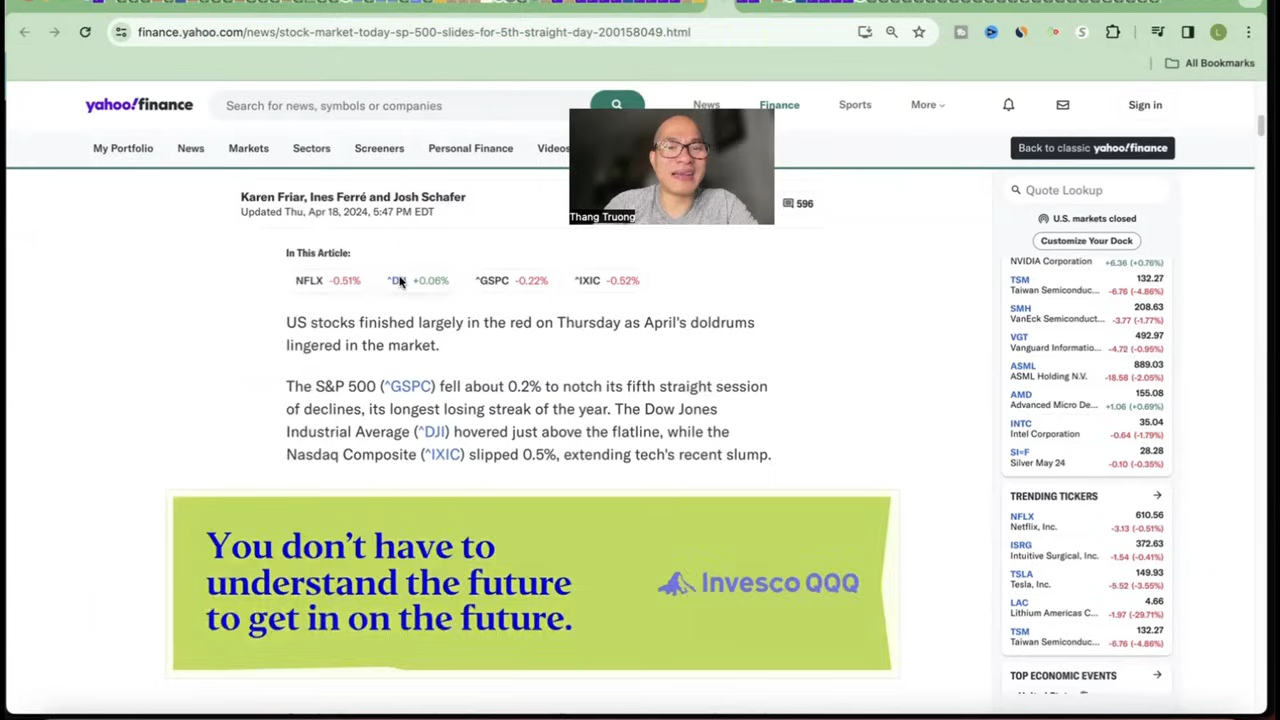 finance.yahoo.com/news/stock-market-today-sp-500-slides-for-5th-straight-day-200158049.html
L
All Bookmarks
yahoo!finance
Search for news, symbols or companies
News
Finance
Sports
More
Sign in
My Portfolio
News
Markets
Sectors
Screeners
Personal Finance
Videos
Back to classic yahoo!finance
Karen Friar, Ines Ferré and Josh Schafer
Updated Thu, Apr 18, 2024, 5:47 PM EDT
Thang Truong
596
In This Article:
NFLX -0.51% +0.06% ^GSPC -0.22% ^IXIC -0.52%
US stocks finished largely in the red on Thursday as April's doldrums
lingered in the market.
The S&P 500 (^GSPC) fell about 0.2% to notch its fifth straight session
of declines, its longest losing streak of the year. The Dow Jones
Industrial Average (^DJI) hovered just above the flatline, while the
Nasdaq Composite (^IXIC) slipped 0.5%, extending tech's recent slump.
You don't have to
understand the future
to get in on the future.
Invesco QQQ
Quote Lookup
U.S. markets closed
Customize Your Dock
NVIDIA Corporation +6.36 (+0.76%)
TSM 132.27
Taiwan Semiconduc... -6.76 (-4.86%)
SMH 208.63
VanEck Semiconduct... -3.77 (-1.77%)
VGT 492.97
Vanguard Informatio... -4.72 (-0.95%)
ASML 889.03
ASML Holding N.V. -18.58 (-2.05%)
AMD 155.08
Advanced Micro De... +1.06 (+0.69%)
INTC 35.04
Intel Corporation -0.64 (-1.79%)
SI=F 28.28
Silver May 24 -0.10 (-0.35%)
TRENDING TICKERS
NFLX 610.56
Netflix, Inc. -3.13 (-0.51%)
ISRG 372.63
Intuitive Surgical, Inc. -1.54 (-0.41%)
TSLA 149.93
Tesla, Inc. -5.52 (-3.55%)
LAC 4.66
Lithium Americas C... -1.97 (-29.71%)
TSM 132.27
Taiwan Semiconduc... -6.76 (-4.86%)
TOP ECONOMIC EVENTS